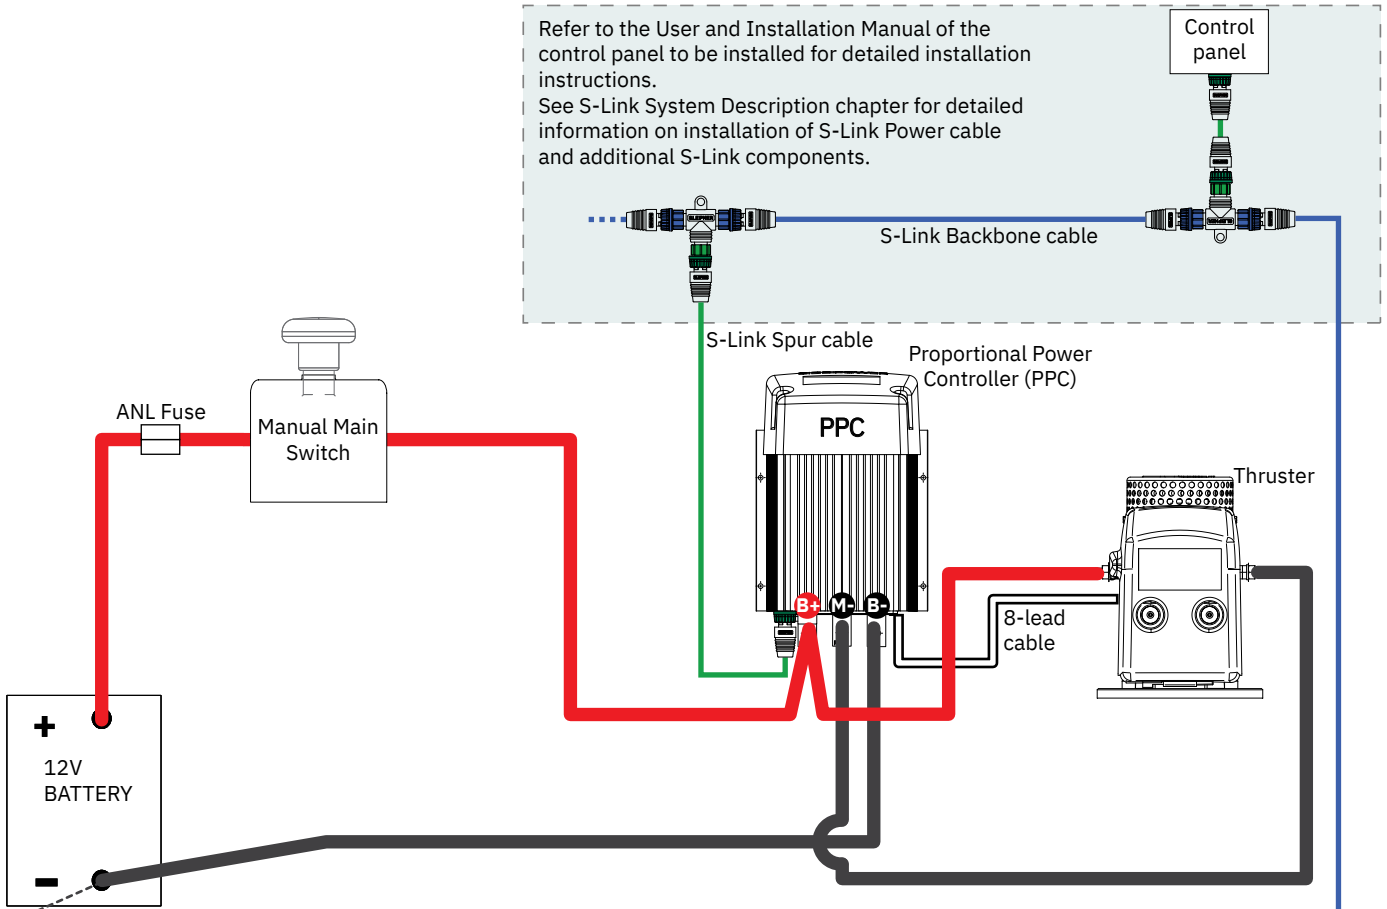 Refer to the User and Installation Manual of the
control panel to be installed for detailed installation
instructions.
See S-Link System Description chapter for detailed
information on installation of S-Link Power cable
and additional S-Link components.
Control
panel
SLEIPNER
S-Link Backbone cable
S-Link Spur cable
Proportional Power
Controller (PPC)
ANL Fuse
Manual Main
Switch
PPC
Thruster
B+
M-
B-
8-lead
cable
+
12V
BATTERY
-